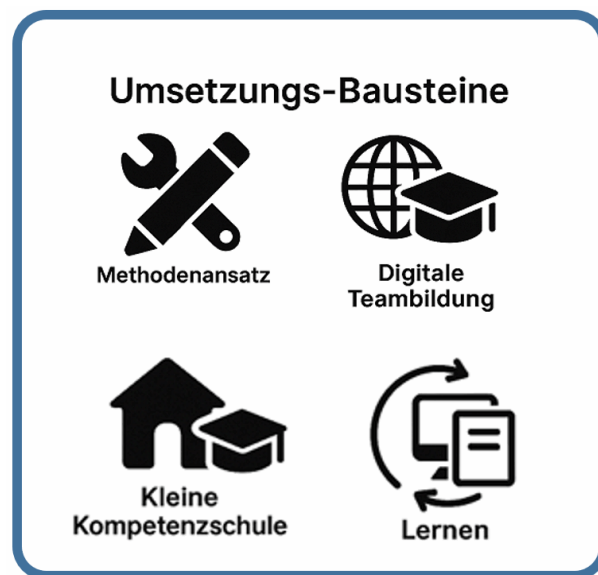 Umsetzungs-Bausteine
Methodenansatz
Digitale
Teambildung
Kleine
Kompetenzschule
Lernen